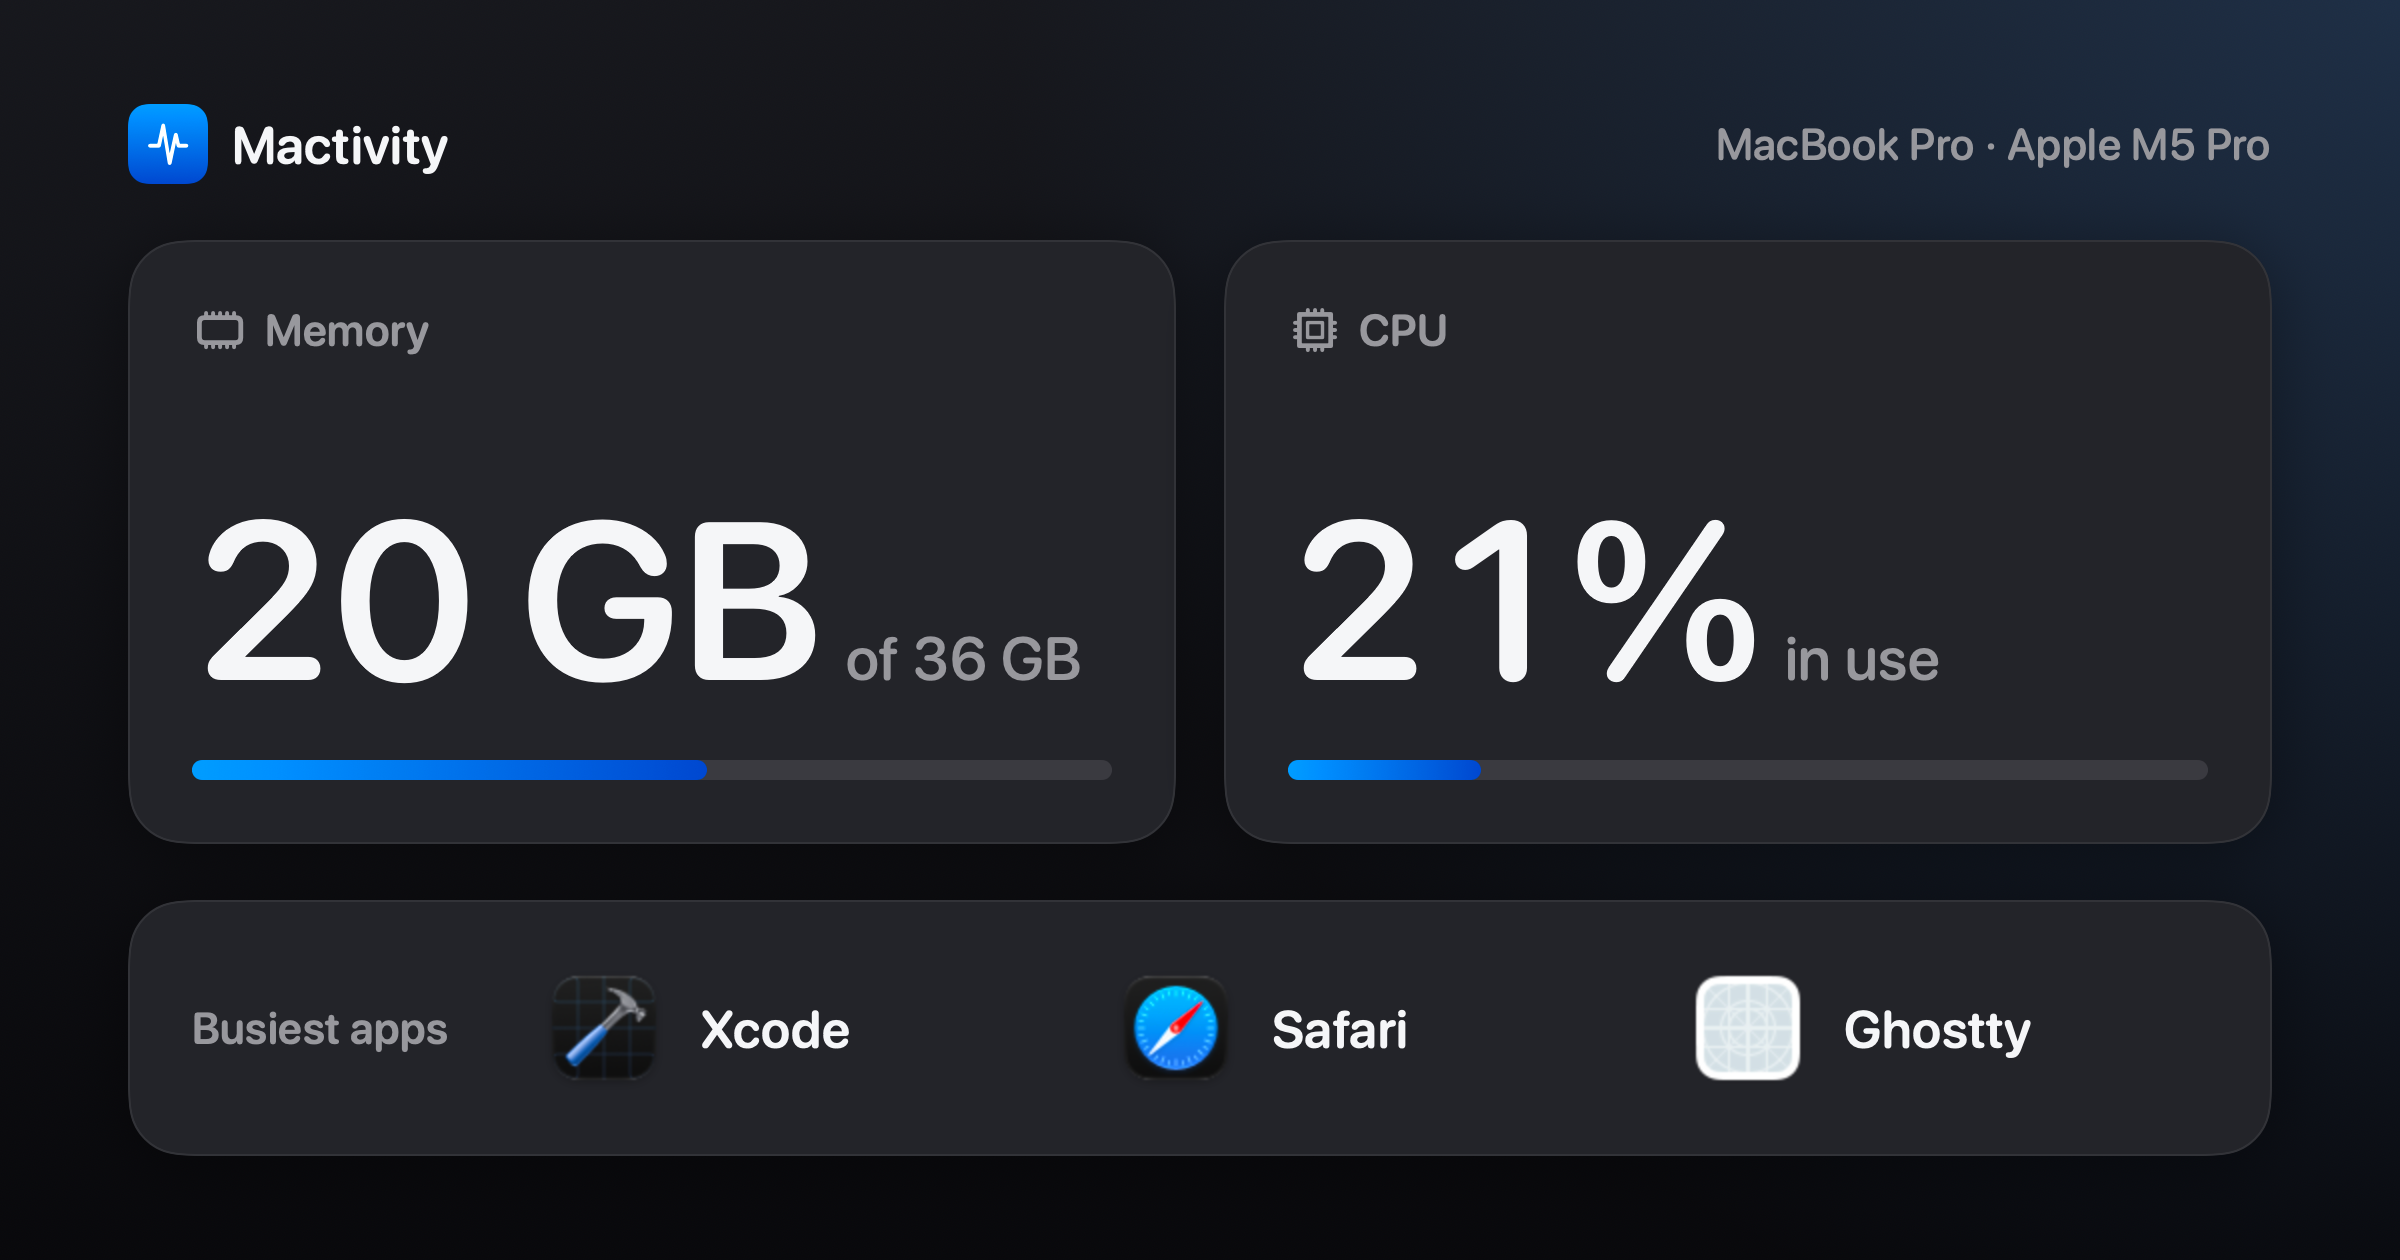 Mactivity
MacBook Pro · Apple M5 Pro
Memory
20 GB of 36 GB
CPU
21% in use
Busiest apps
Xcode
Safari
Ghostty